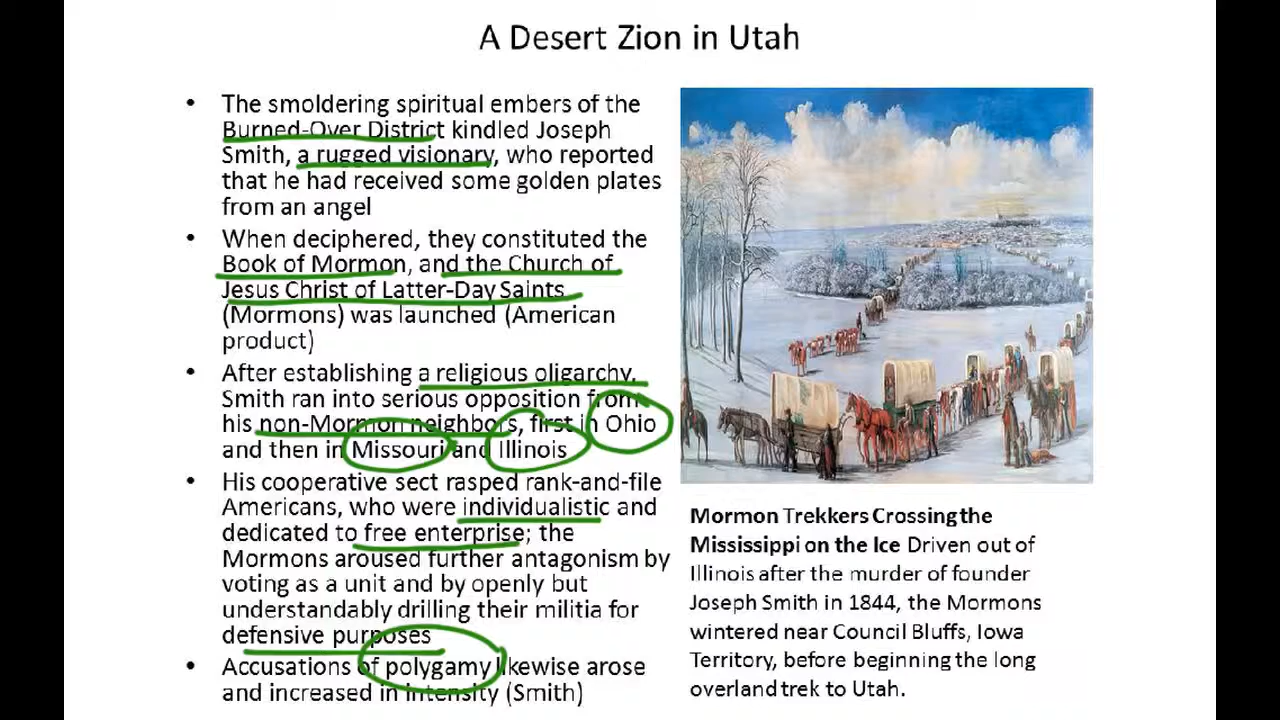 A Desert Zion in Utah
• The smoldering spiritual embers of the
Burned-Over District kindled Joseph
Smith, a rugged visionary, who reported
that he had received some golden plates
from an angel
• When deciphered, they constituted the
Book of Mormon, and the Church of
Jesus Christ of Latter-Day Saints
(Mormons) was launched (American
product)
• After establishing a religious oligarchy,
Smith ran into serious opposition from
his non-Mormon neighbors, first in Ohio
and then in Missouri and Illinois
• His cooperative sect rasped rank-and-file
Americans, who were individualistic and
dedicated to free enterprise; the
Mormons aroused further antagonism by
voting as a unit and by openly but
understandably drilling their militia for
defensive purposes
• Accusations of polygamy likewise arose
and increased in intensity (Smith)
Mormon Trekkers Crossing the
Mississippi on the Ice Driven out of
Illinois after the murder of founder
Joseph Smith in 1844, the Mormons
wintered near Council Bluffs, Iowa
Territory, before beginning the long
overland trek to Utah.